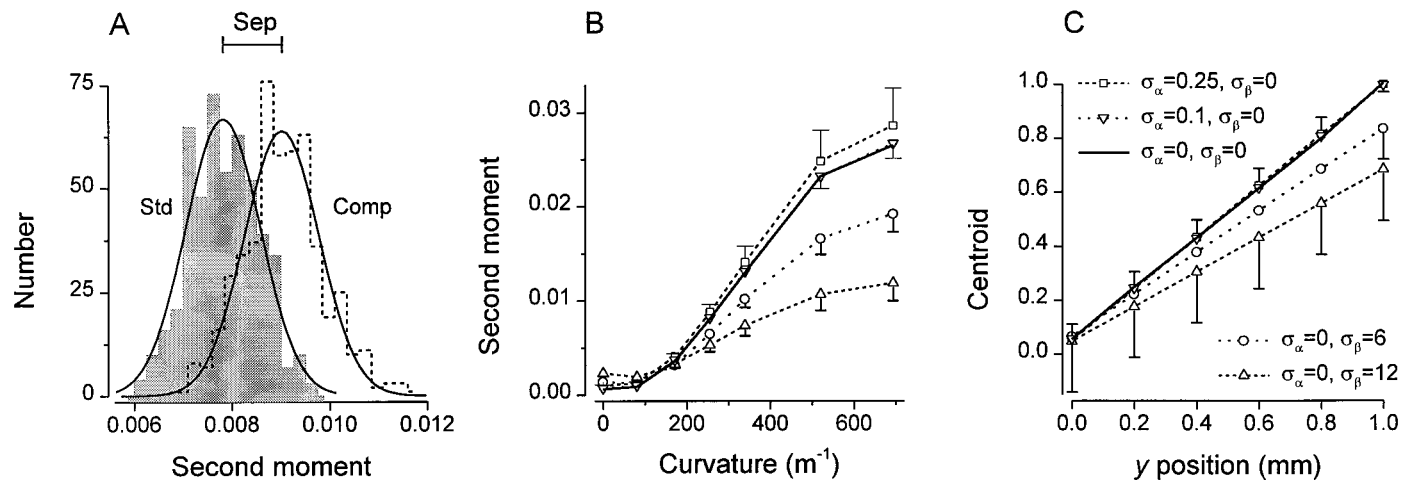 A
Sep
75
50
25
0
Number
Std
Comp
0.006
0.008
0.010
0.012
Second moment
B
0.03
0.02
0.01
0.00
Second moment
0
200
400
600
Curvature (m⁻¹)
C
1.0
0.8
0.6
0.4
0.2
0.0
Centroid
σα=0.25, σβ=0
σα=0.1, σβ=0
σα=0, σβ=0
σα=0, σβ=6
σα=0, σβ=12
0.0
0.2
0.4
0.6
0.8
1.0
y position (mm)